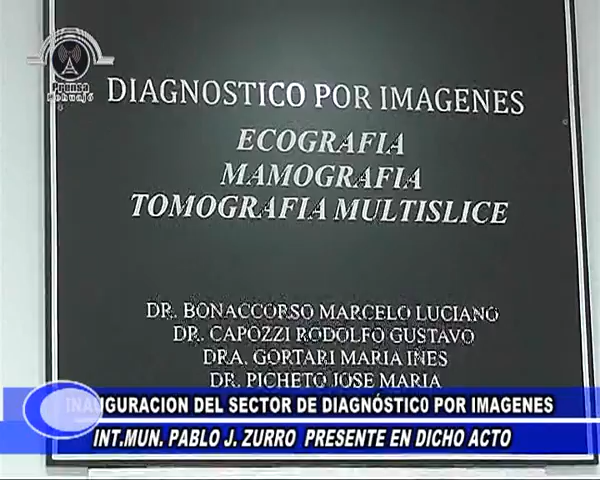 Prensa
Pehuajó
DIAGNOSTICO POR IMAGENES
ECOGRAFIA
MAMOGRAFIA
TOMOGRAFIA MULTISLICE
DR. BONACCORSO MARCELO LUCIANO
DR. CAPOZZI RODOLFO GUSTAVO
DRA. GORTARI MARIA INES
DR. PICHETO JOSE MARIA
INAUGURACION DEL SECTOR DE DIAGNÓSTICO POR IMAGENES
INT.MUN. PABLO J. ZURRO PRESENTE EN DICHO ACTO